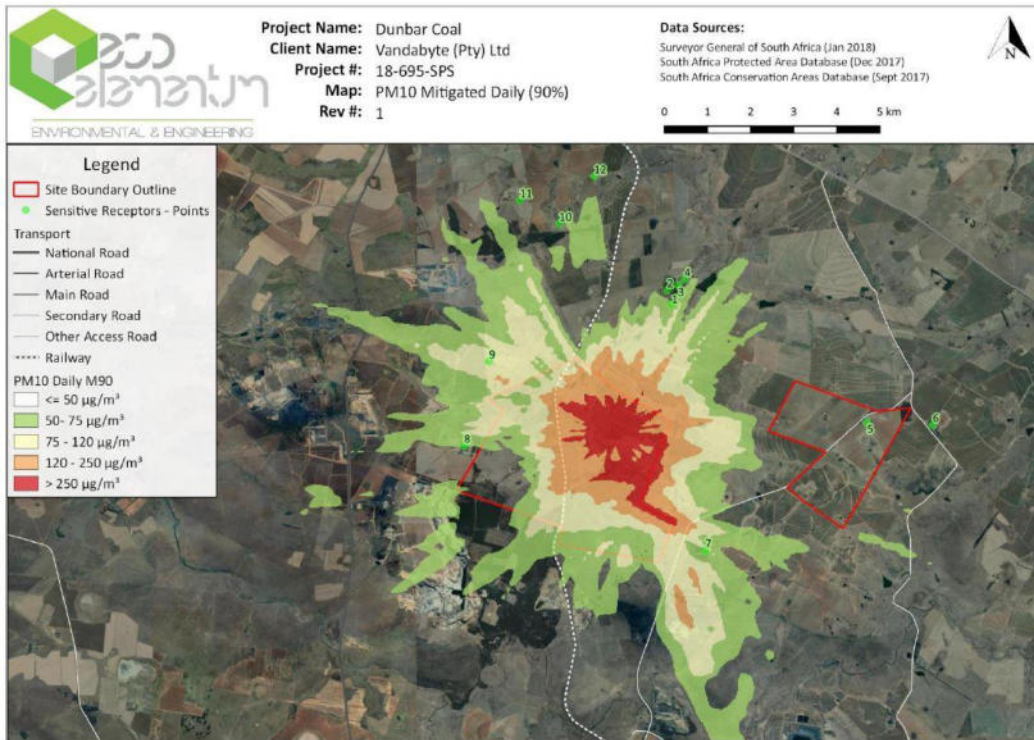 eco
elementum
ENVIRONMENTAL & ENGINEERING
Project Name: Dunbar Coal
Client Name: Vandabyte (Pty) Ltd
Project #: 18-695-SPS
Map: PM10 Mitigated Daily (90%)
Rev #: 1
Data Sources:
Surveyor General of South Africa (Jan 2018)
South Africa Protected Area Database (Dec 2017)
South Africa Conservation Areas Database (Sept 2017)
N
0 1 2 3 4 5 km
Legend
Site Boundary Outline
Sensitive Receptors - Points
Transport
National Road
Arterial Road
Main Road
Secondary Road
Other Access Road
Railway
PM10 Daily M90
<= 50 µg/m³
50- 75 µg/m³
75 - 120 µg/m³
120 - 250 µg/m³
> 250 µg/m³
12
11
10
4
2
3
1
9
5
6
8
7